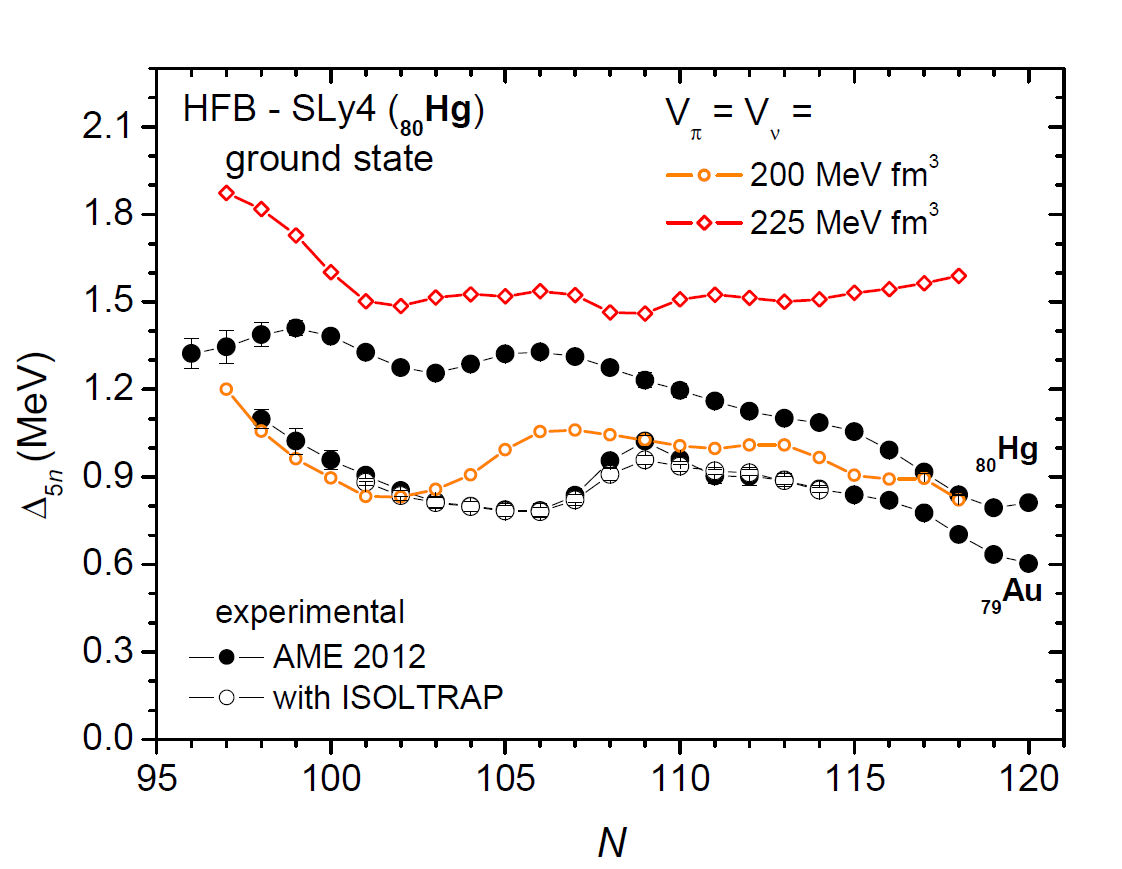 HFB - SLy4 (₈₀Hg)
ground state
V_π = V_ν =
200 MeV fm³
225 MeV fm³
2.1
1.8
1.5
1.2
0.9
0.6
0.3
0.0
Δ₅ₙ (MeV)
₈₀Hg
₇₉Au
experimental
AME 2012
with ISOLTRAP
95 100 105 110 115 120
N